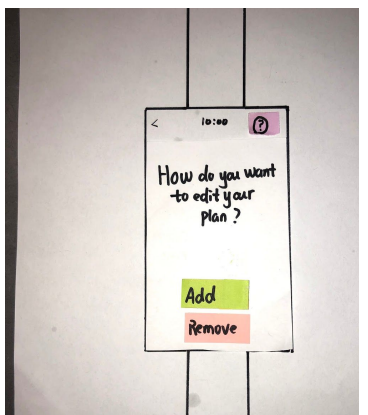 < 10:00 ?
How do you want
to edit your
plan ?
Add
Remove